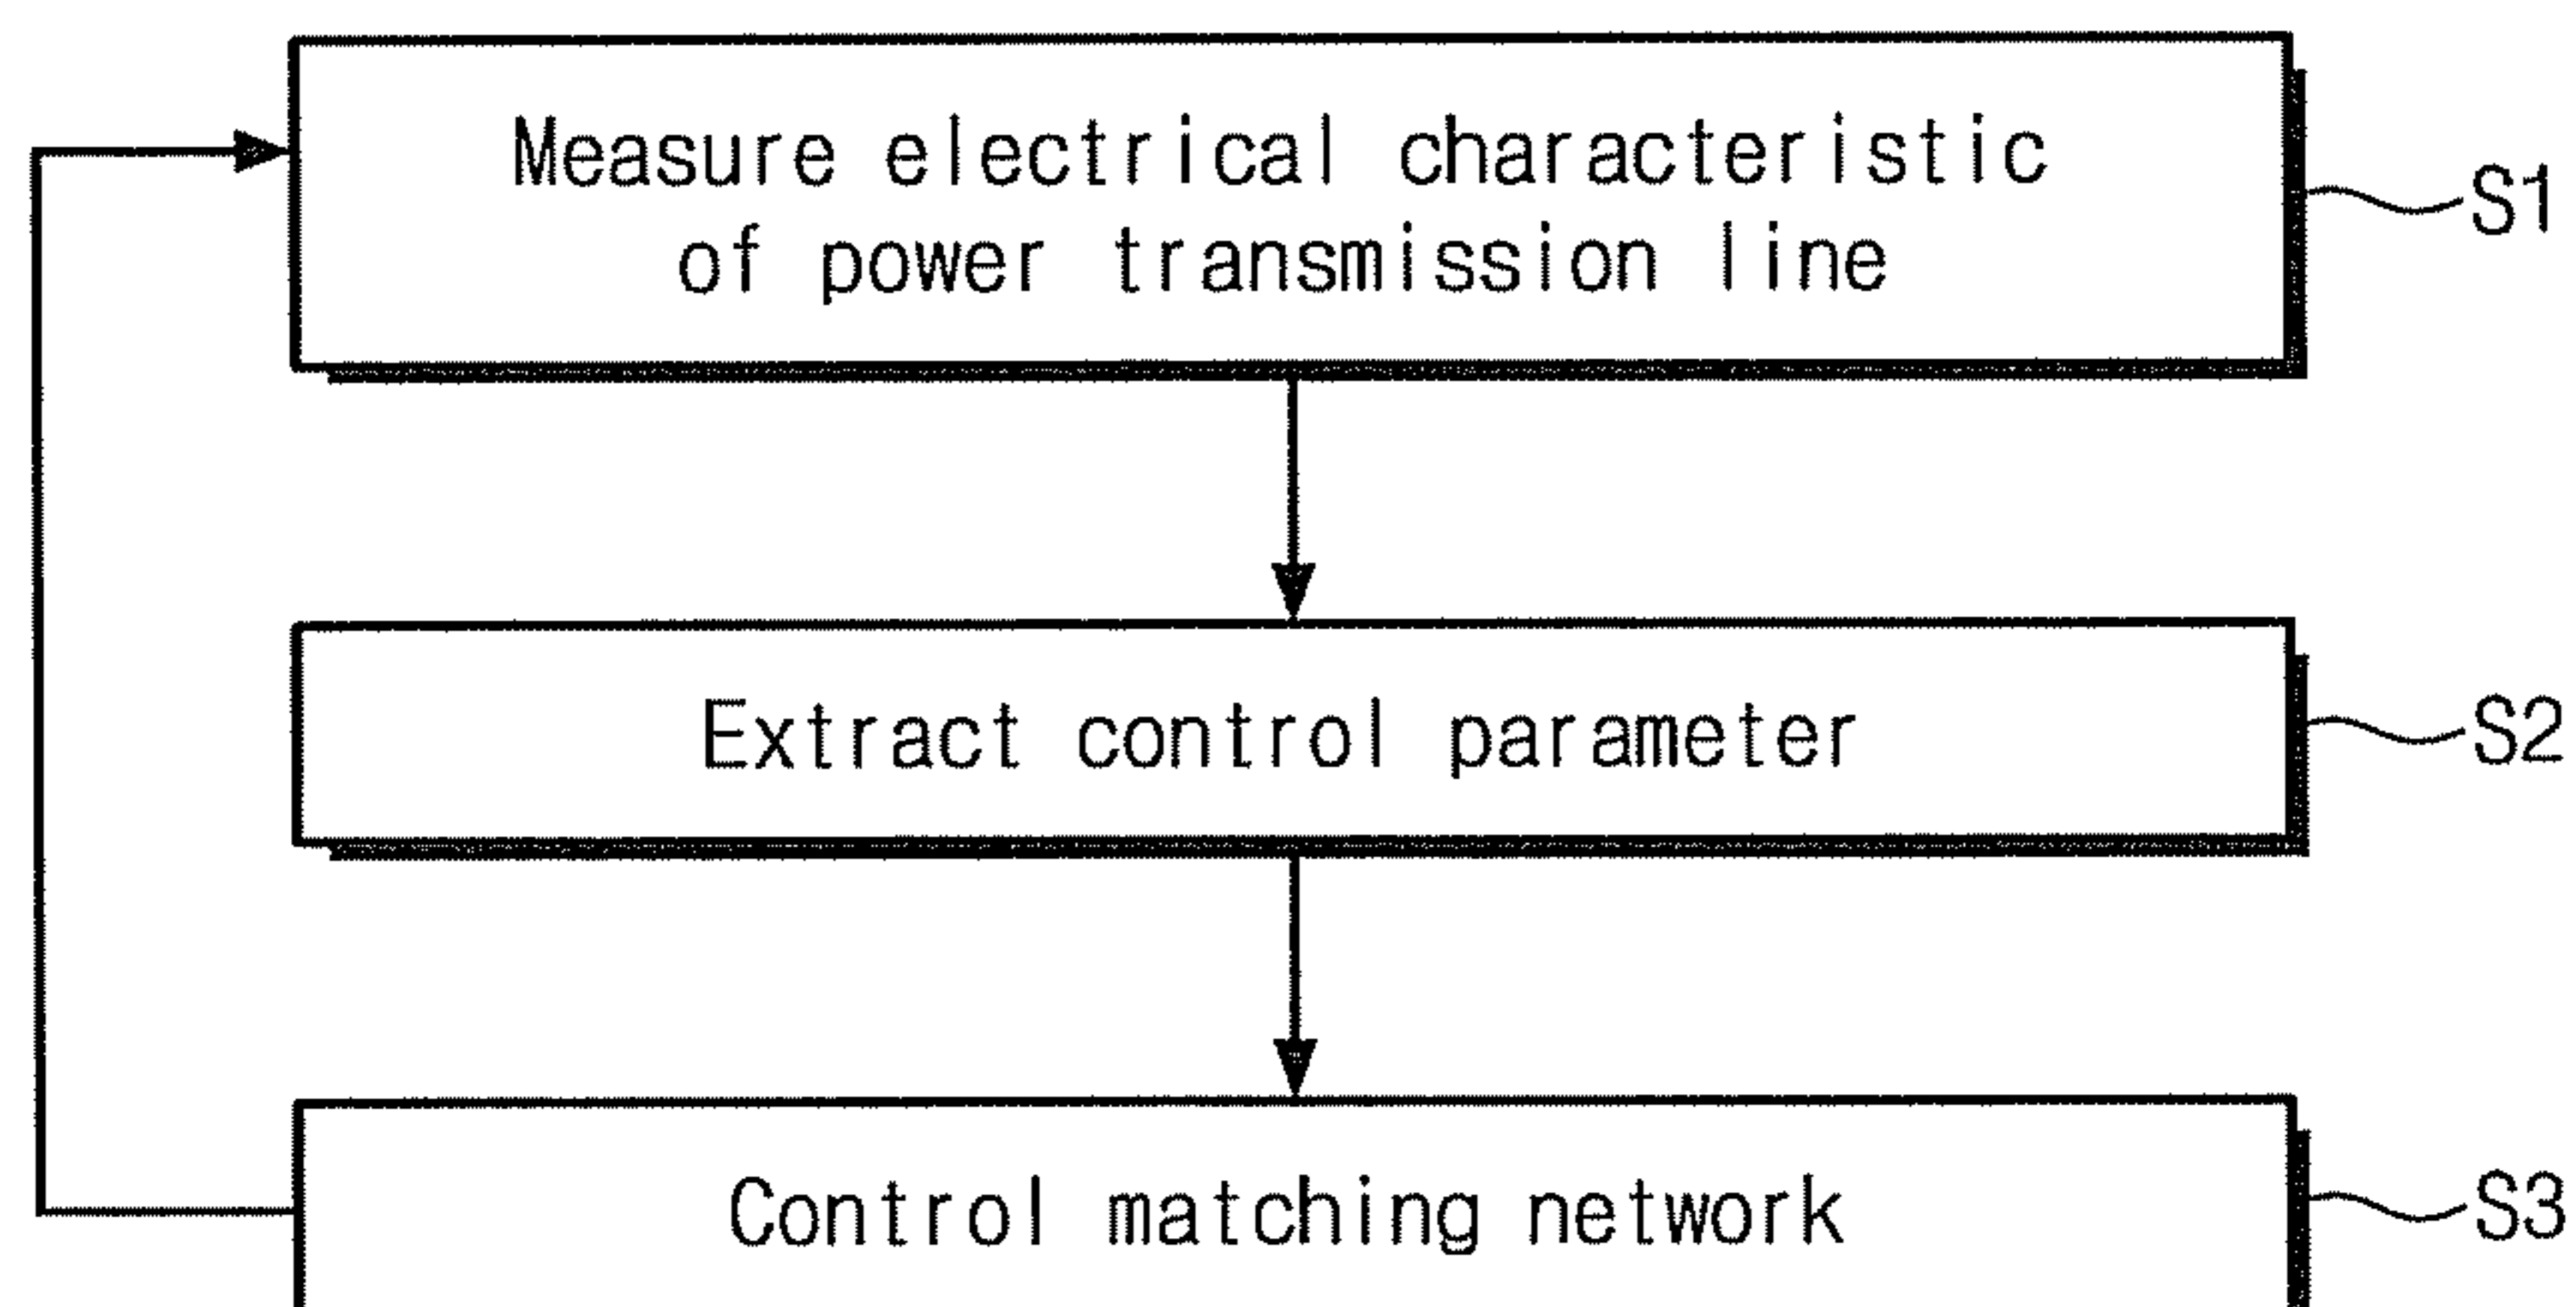 Measure electrical characteristic
of power transmission line
S1
Extract control parameter
S2
Control matching network
S3